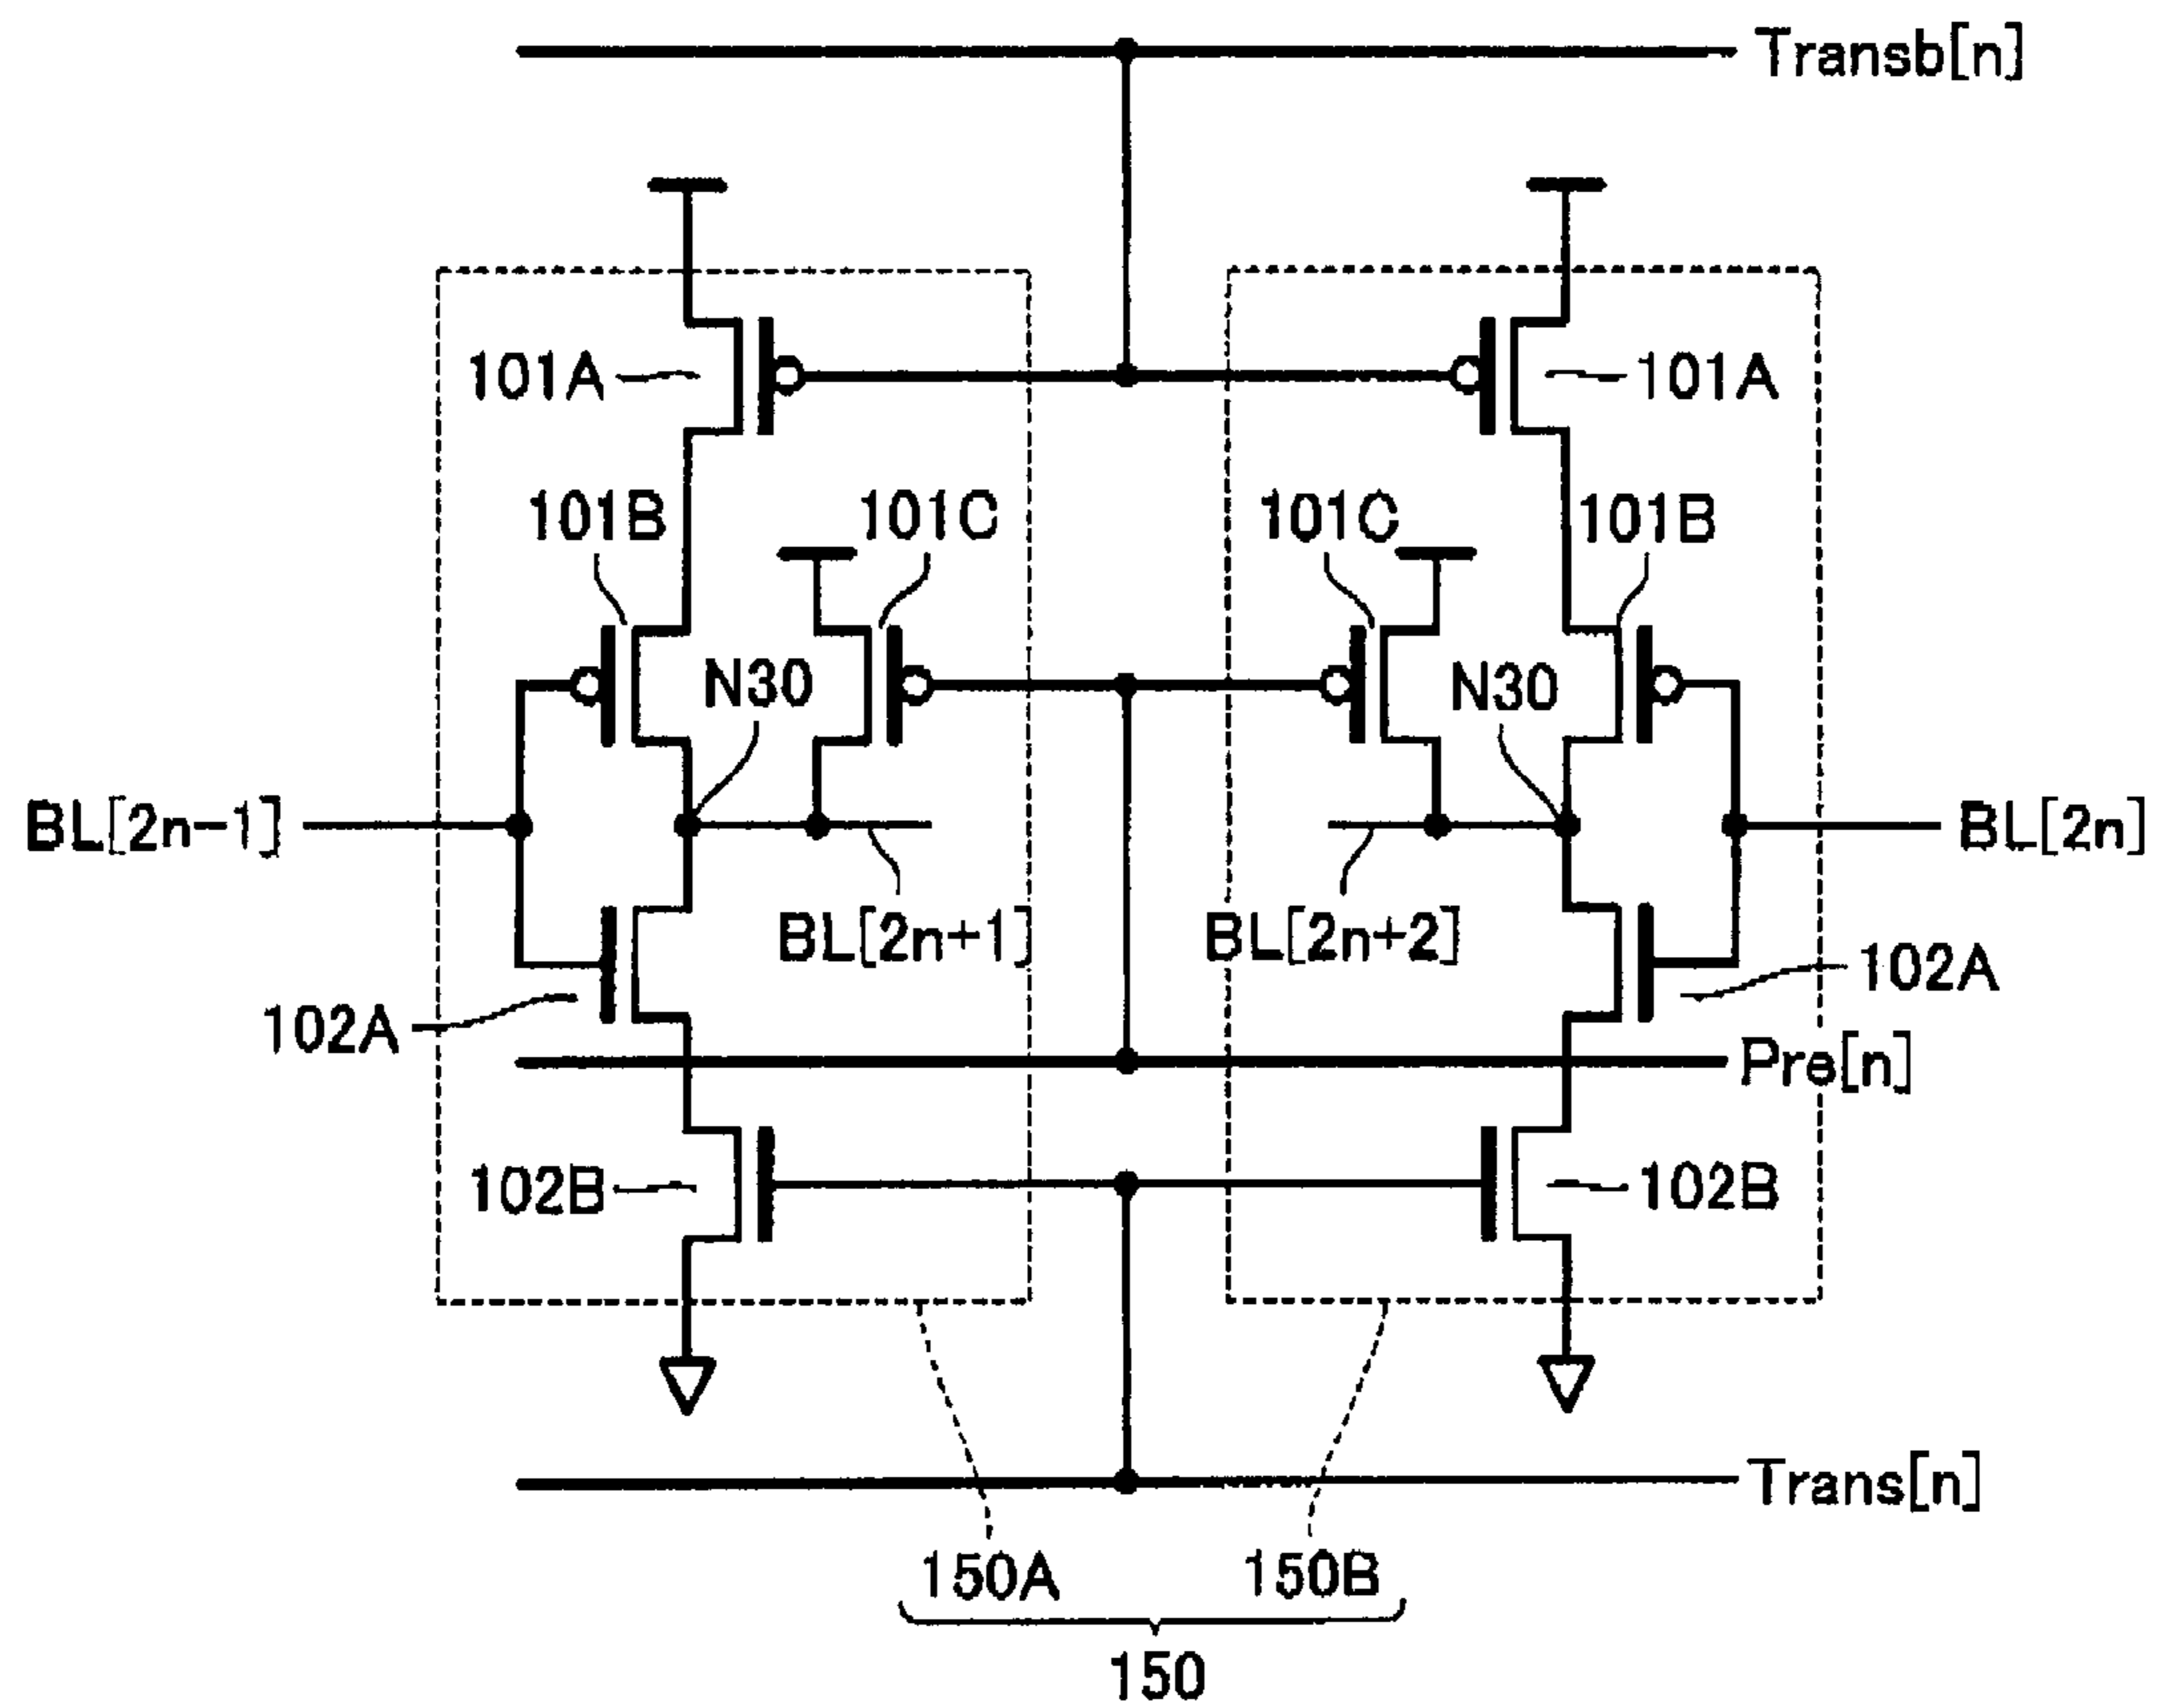 Transb[n]
101A
101A
101B
101C
101C
101B
N30
N30
BL[2n-1]
BL[2n]
BL[2n+1]
BL[2n+2]
102A
102A
Pre[n]
102B
102B
Trans[n]
150A
150B
150